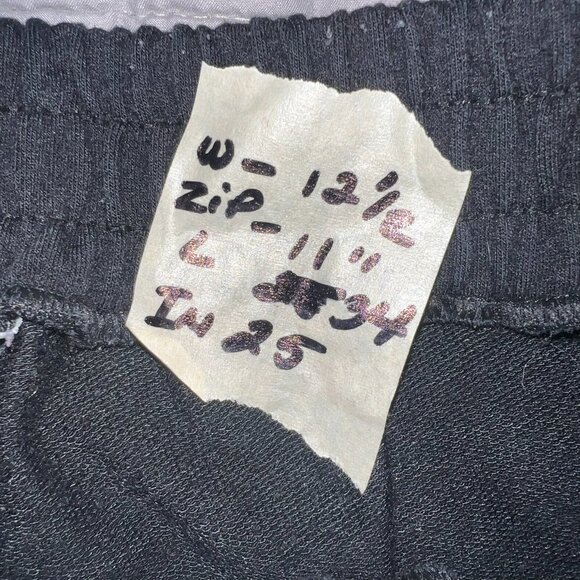 W- 12 1/2
Zip- 11"
L 34
IN 25